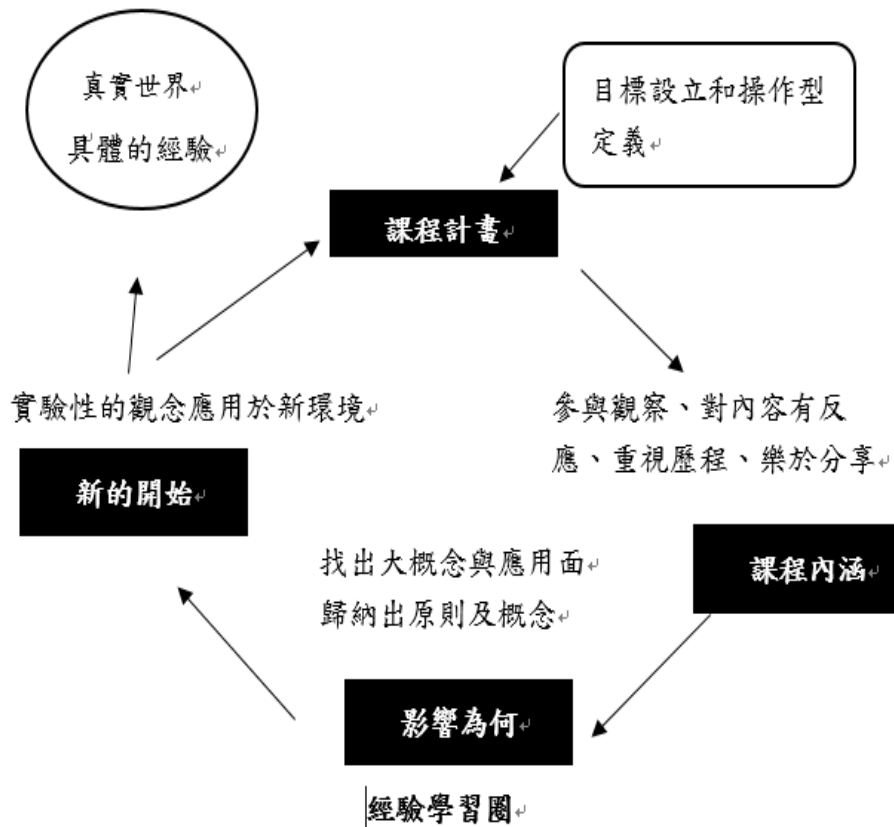 真實世界
具體的經驗
目標設立和操作型
定義
課程計畫
實驗性的觀念應用於新環境
參與觀察、對內容有反
應、重視歷程、樂於分享
新的開始
找出大概念與應用面
歸納出原則及概念
課程內涵
影響為何
經驗學習圈